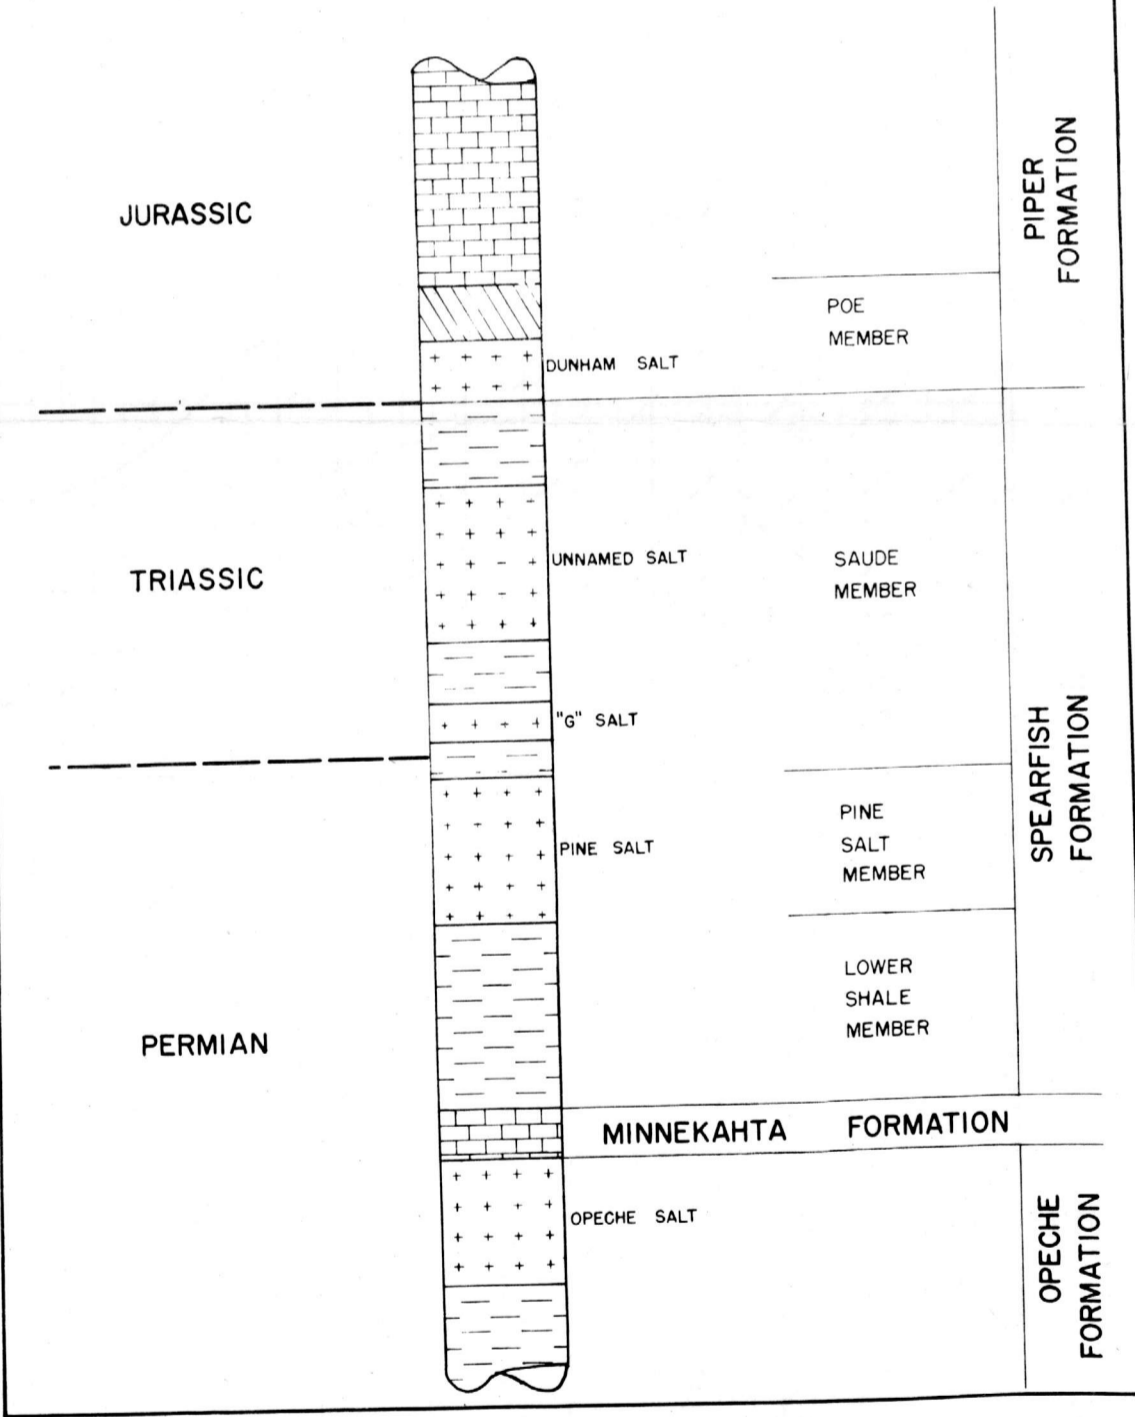 JURASSIC
PIPER
FORMATION
POE
MEMBER
DUNHAM SALT
TRIASSIC
UNNAMED SALT
SAUDE
MEMBER
"G" SALT
SPEARFISH
FORMATION
PINE SALT
PINE
SALT
MEMBER
LOWER
SHALE
MEMBER
PERMIAN
MINNEKAHTA FORMATION
OPECHE SALT
OPECHE
FORMATION